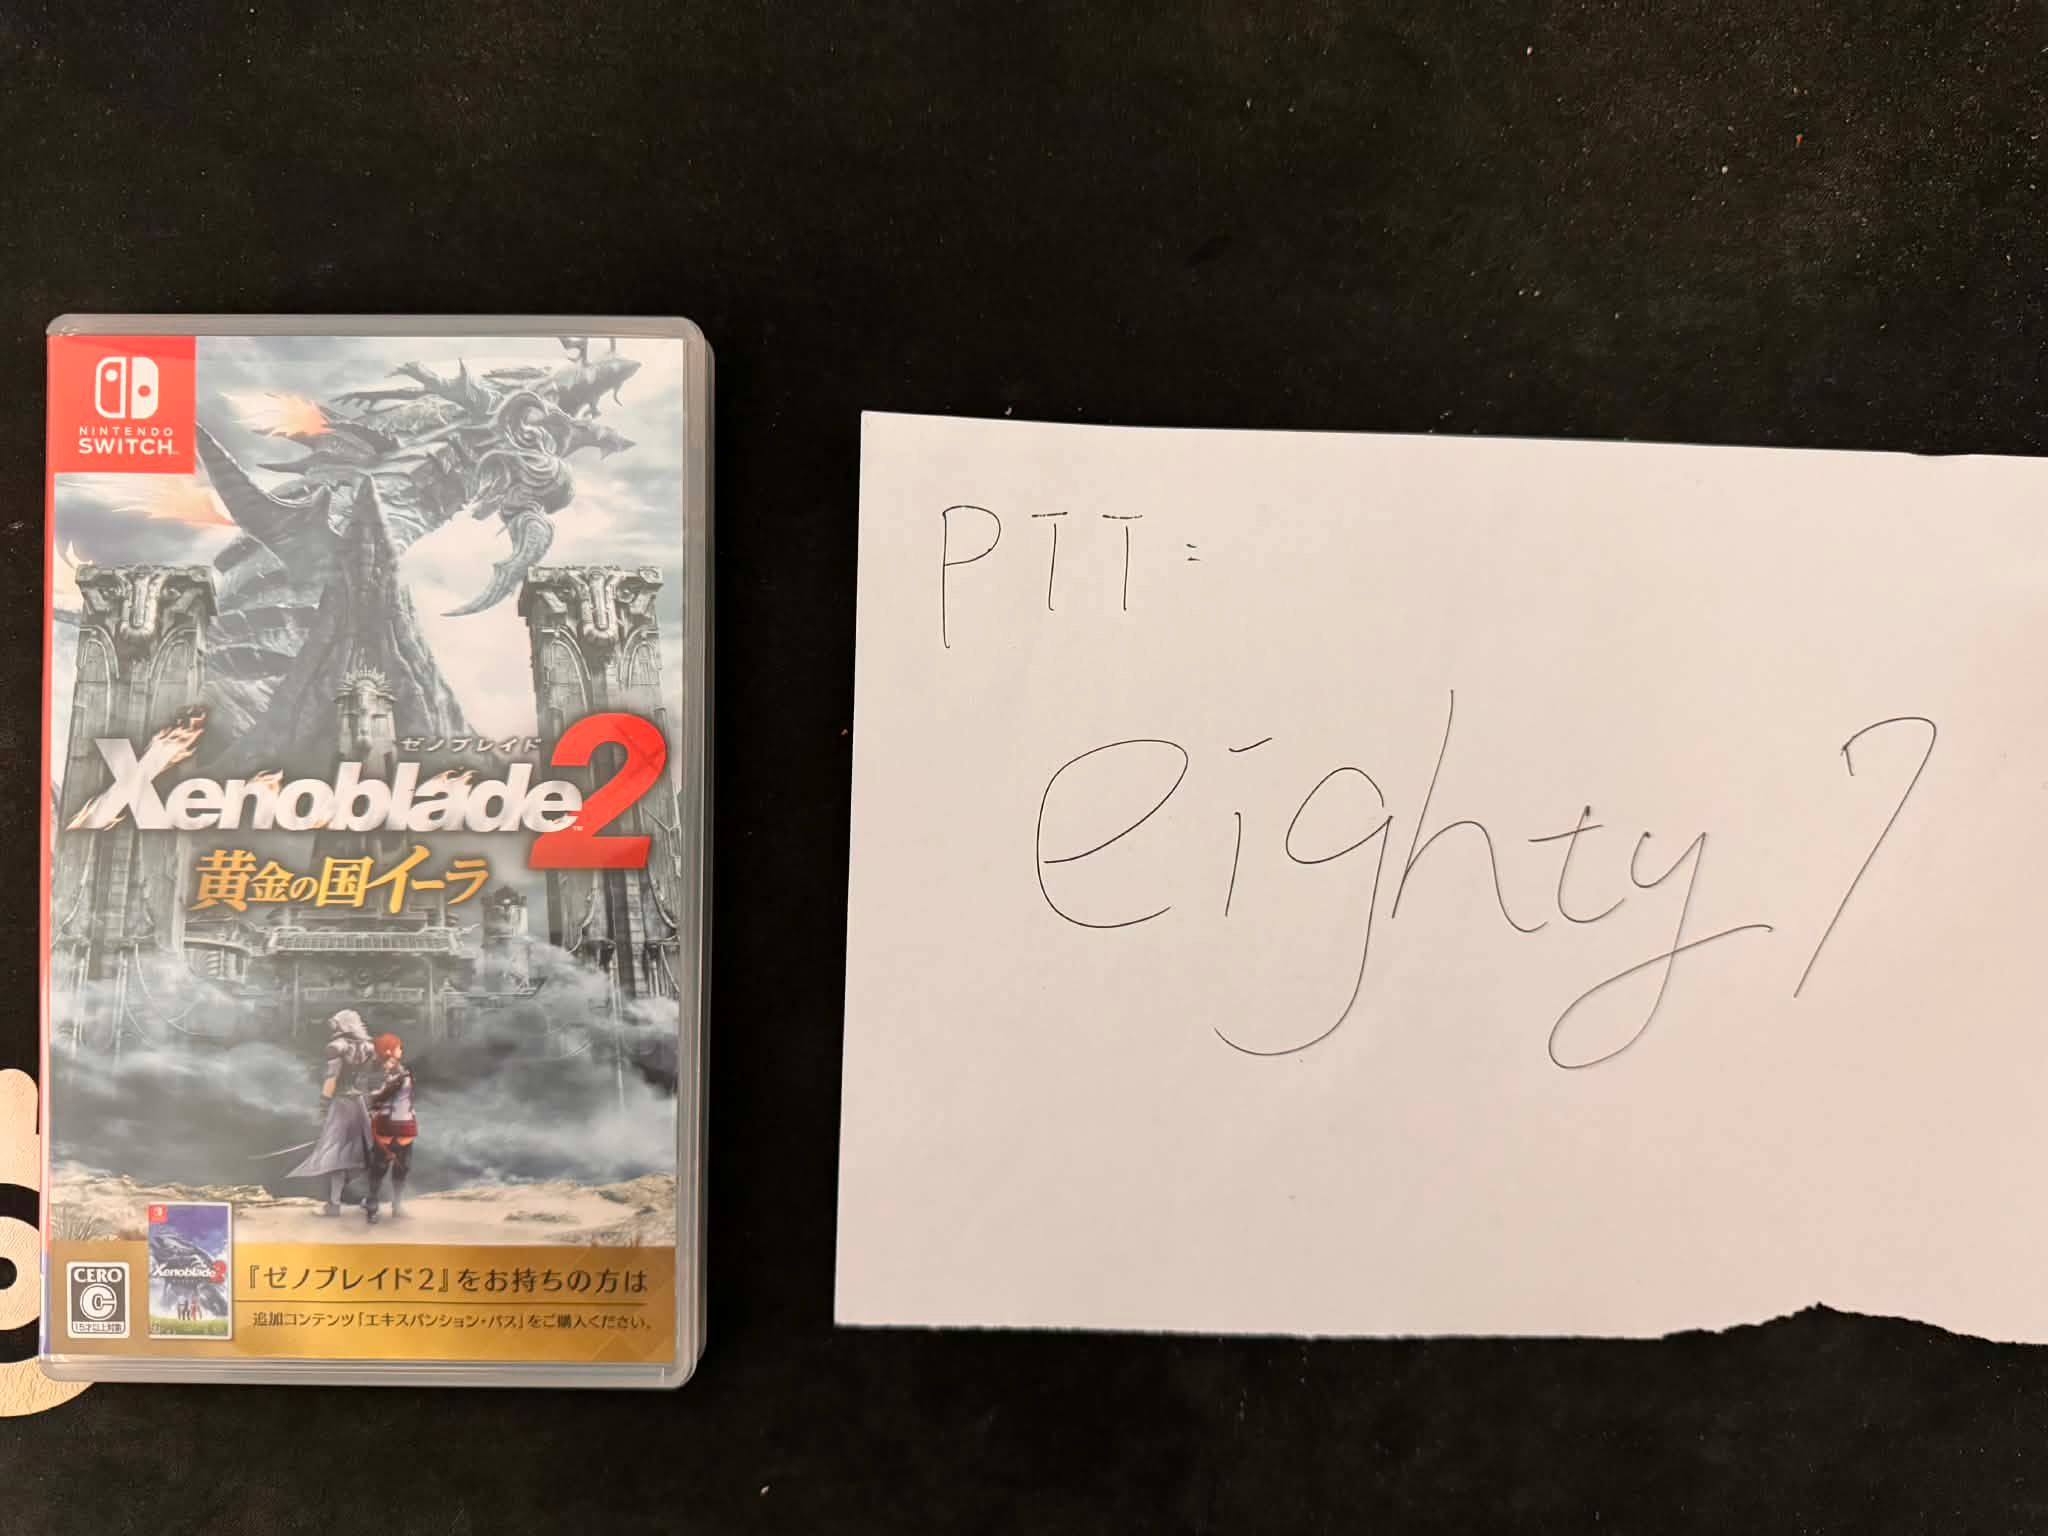 NINTENDO
SWITCH™
ゼノブレイド
Xenoblade2™
黄金の国イーラ
CERO
C
15才以上対象
Xenoblade2
『ゼノブレイド2』をお持ちの方は
追加コンテンツ「エキスパンション・パス」をご購入ください。
PTT:
eighty7